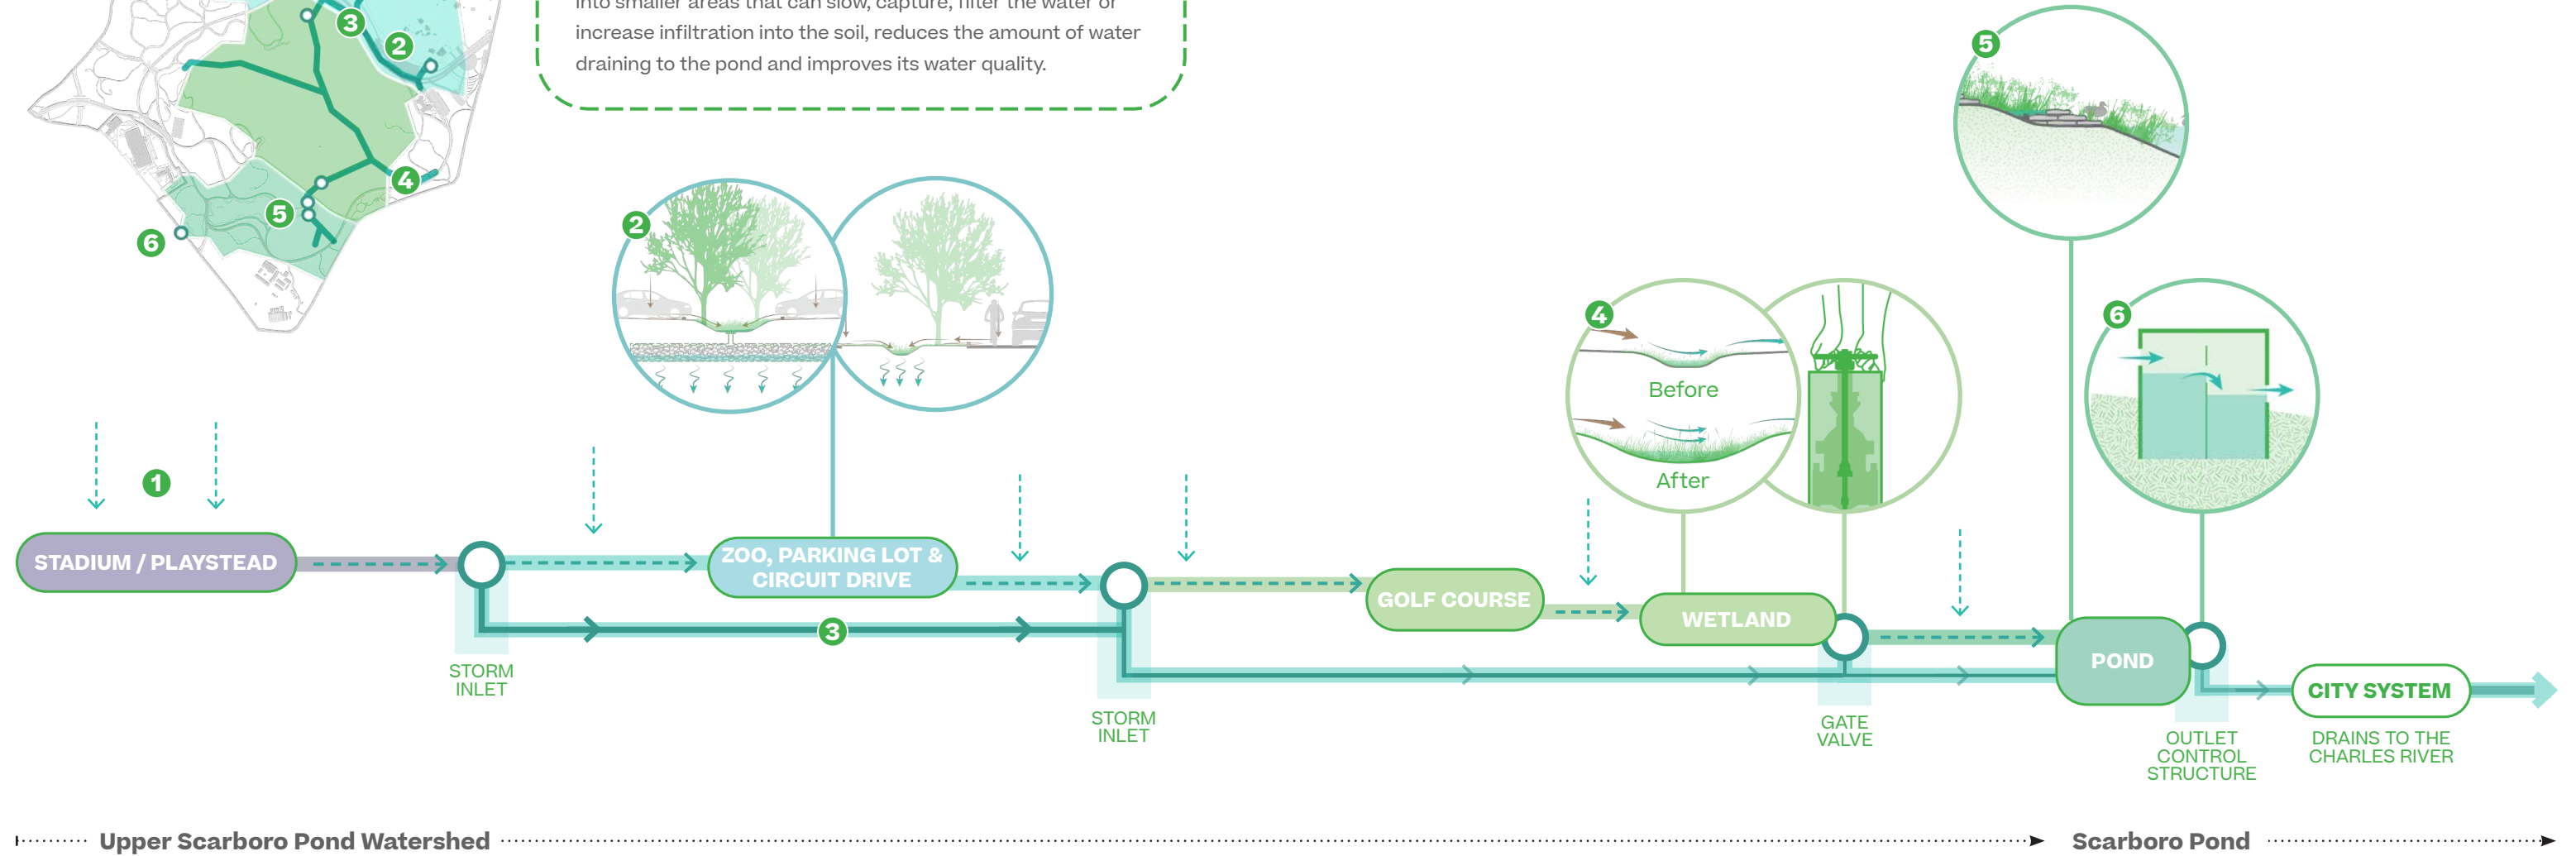 into smaller areas that can slow, capture, filter the water or
increase infiltration into the soil, reduces the amount of water
draining to the pond and improves its water quality.
3
2
4
5
6
2
5
4
Before
After
6
1
STADIUM / PLAYSTEAD
ZOO, PARKING LOT &
CIRCUIT DRIVE
GOLF COURSE
WETLAND
3
POND
CITY SYSTEM
STORM
INLET
STORM
INLET
GATE
VALVE
OUTLET
CONTROL
STRUCTURE
DRAINS TO THE
CHARLES RIVER
Upper Scarboro Pond Watershed
Scarboro Pond